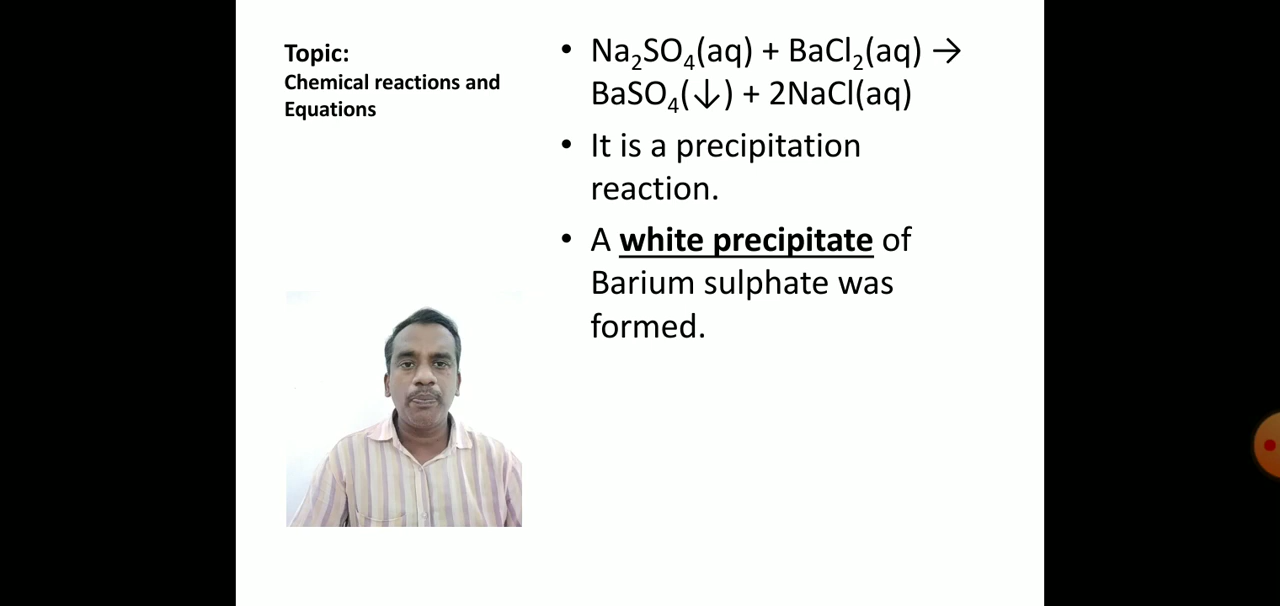 Topic:
Chemical reactions and
Equations
• Na₂SO₄(aq) + BaCl₂(aq) →
BaSO₄(↓) + 2NaCl(aq)
• It is a precipitation
reaction.
• A white precipitate of
Barium sulphate was
formed.